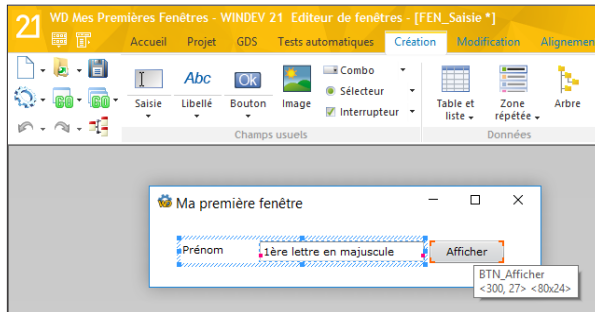 21 WD Mes Premières Fenêtres - WINDEV 21 Editeur de fenêtres - [FEN_Saisie *]
Accueil Projet GDS Tests automatiques Création Modification Alignemen
Saisie Abc Libellé Ok Bouton Image Combo
Sélecteur
Interrupteur
Table et liste Zone répétée Arbre
Champs usuels Données
Ma première fenêtre
Prénom 1ère lettre en majuscule Afficher
BTN_Afficher
<300, 27> <80x24>